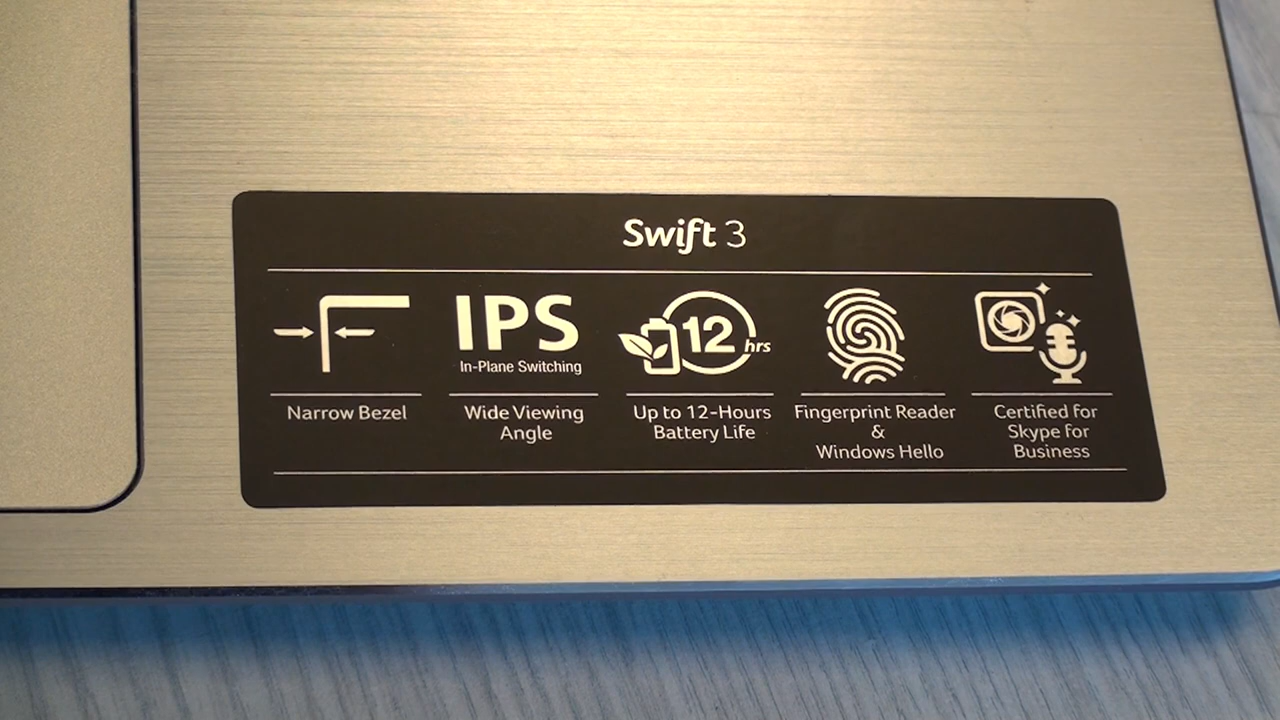 Swift 3
IPS
In-Plane Switching
12 hrs
Narrow Bezel
Wide Viewing
Angle
Up to 12-Hours
Battery Life
Fingerprint Reader
&
Windows Hello
Certified for
Skype for
Business